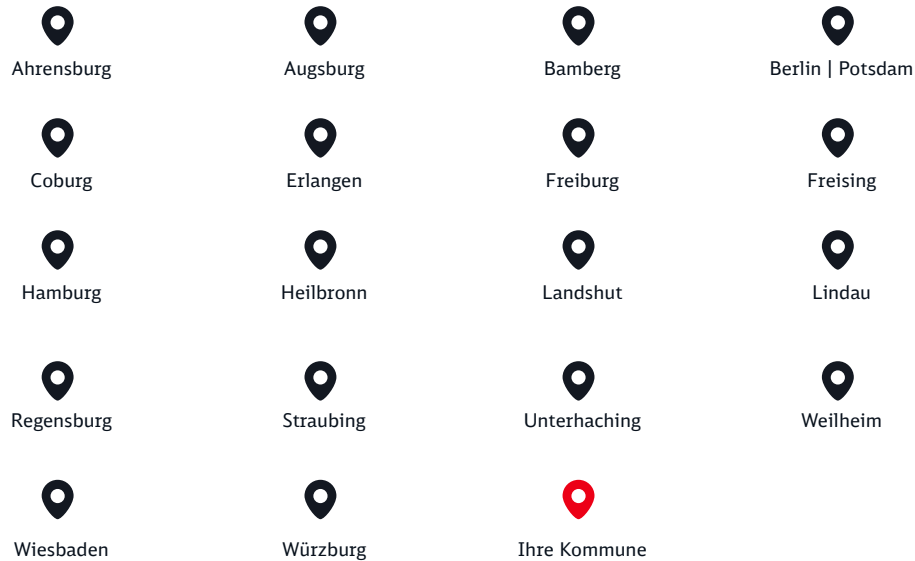 Ahrensburg
Augsburg
Bamberg
Berlin | Potsdam
Coburg
Erlangen
Freiburg
Freising
Hamburg
Heilbronn
Landshut
Lindau
Regensburg
Straubing
Unterhaching
Weilheim
Wiesbaden
Würzburg
Ihre Kommune